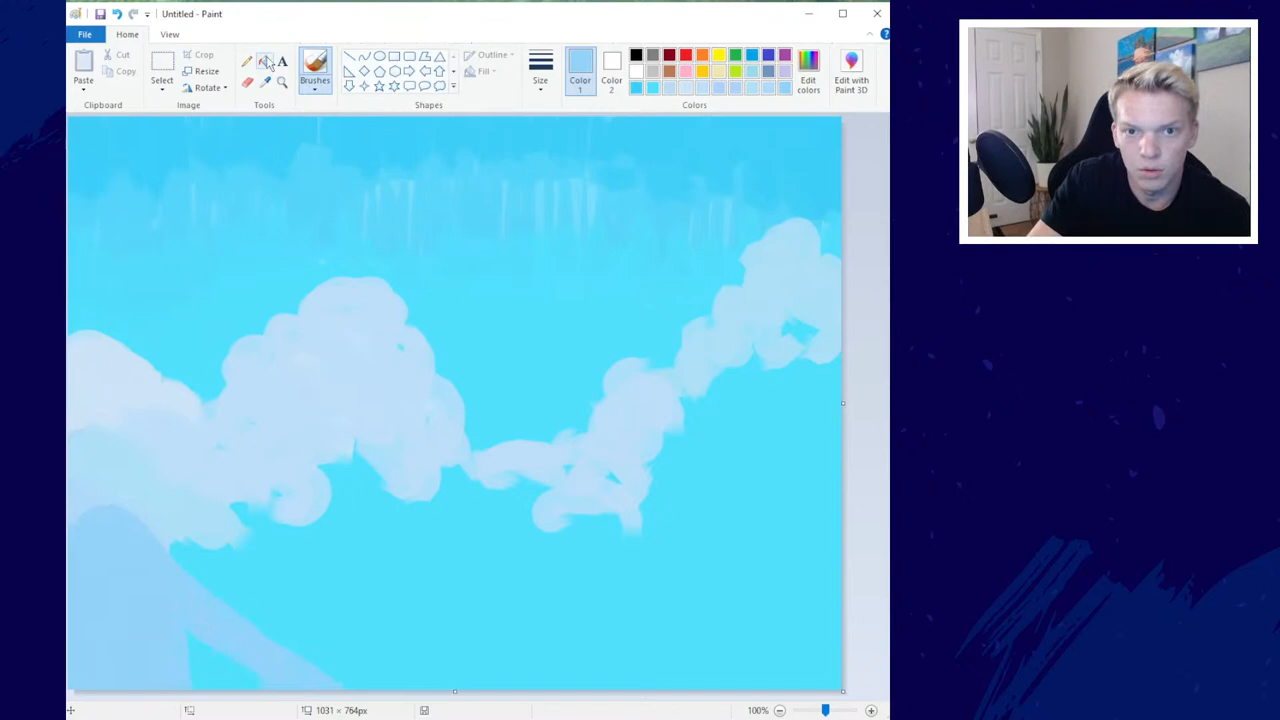 Untitled - Paint
File Home View
Paste
Cut
Copy
Clipboard
Select
Crop
Resize
Rotate
Image
A
Tools
Brushes
Outline
Fill
Shapes
Size
Color 1
Color 2
Edit colors
Colors
Edit with Paint 3D
1031 × 764px
100%